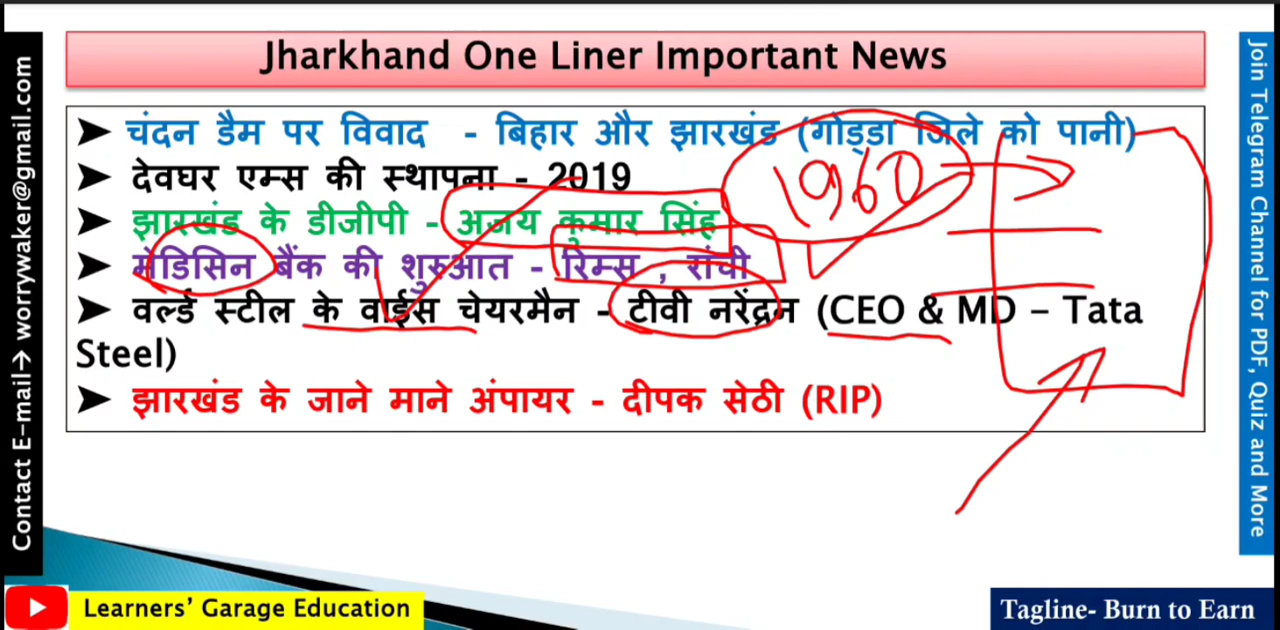 Jharkhand One Liner Important News
➤ चंदन डैम पर विवाद - बिहार और झारखंड (गोड्डा जिले को पानी)
➤ देवघर एम्स की स्थापना - 2019
➤ झारखंड के डीजीपी - अजय कुमार सिंह
1960
➤ मेडिसिन बैंक की शुरुआत - रिम्स , रांची
➤ वर्ल्ड स्टील के वाईस चेयरमैन - टीवी नरेंद्रन (CEO & MD – Tata
Steel)
➤ झारखंड के जाने माने अंपायर - दीपक सेठी (RIP)
Contact E-mail→ worrywaker@gmail.com
Join Telegram Channel for PDF, Quiz and More
Learners’ Garage Education
Tagline- Burn to Earn